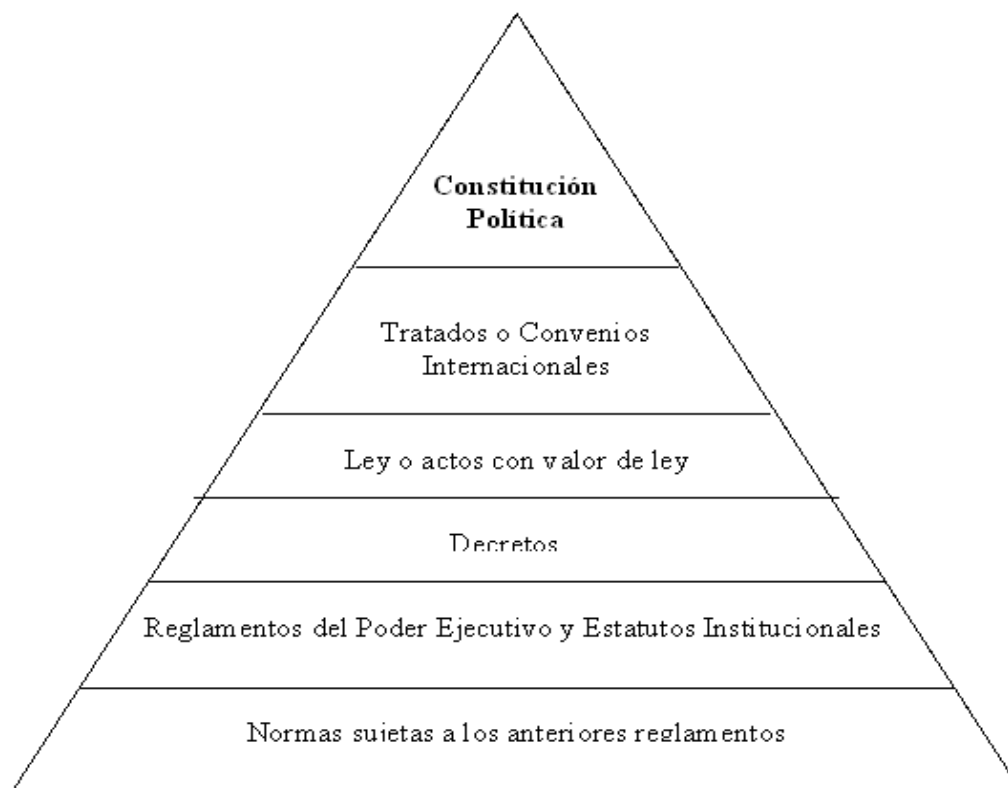 Constitución
Política
Tratados o Convenios
Internacionales
Ley o actos con valor de ley
Decretos
Reglamentos del Poder Ejecutivo y Estatutos Institucionales
Normas sujetas a los anteriores reglamentos